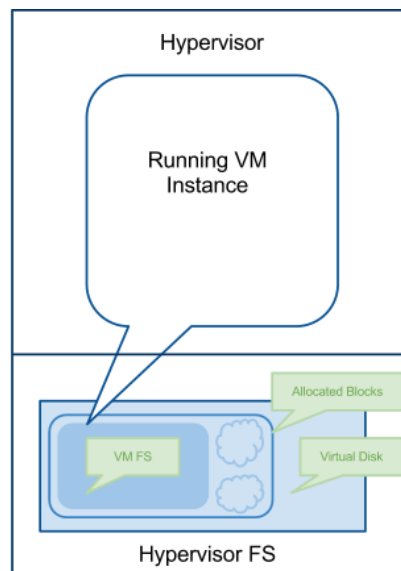 Hypervisor
Running VM
Instance
Allocated Blocks
VM FS
Virtual Disk
Hypervisor FS